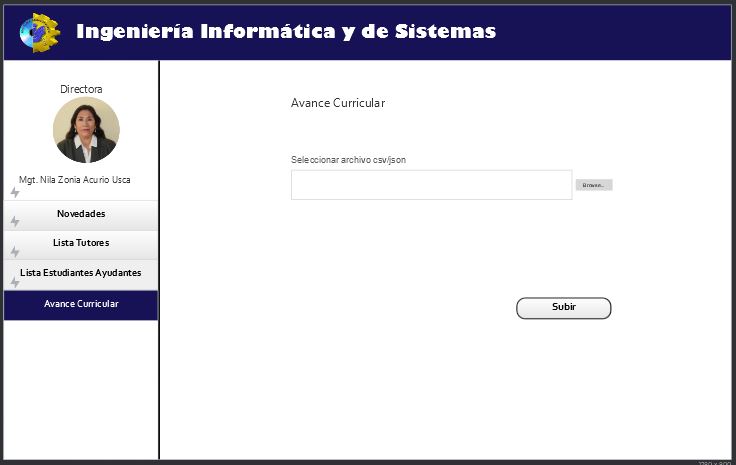 Ingeniería Informática y de Sistemas
Directora
Mgt. Nila Zonia Acurio Usca
Novedades
Lista Tutores
Lista Estudiantes Ayudantes
Avance Curricular
Avance Curricular
Seleccionar archivo csv/json
Browse...
Subir